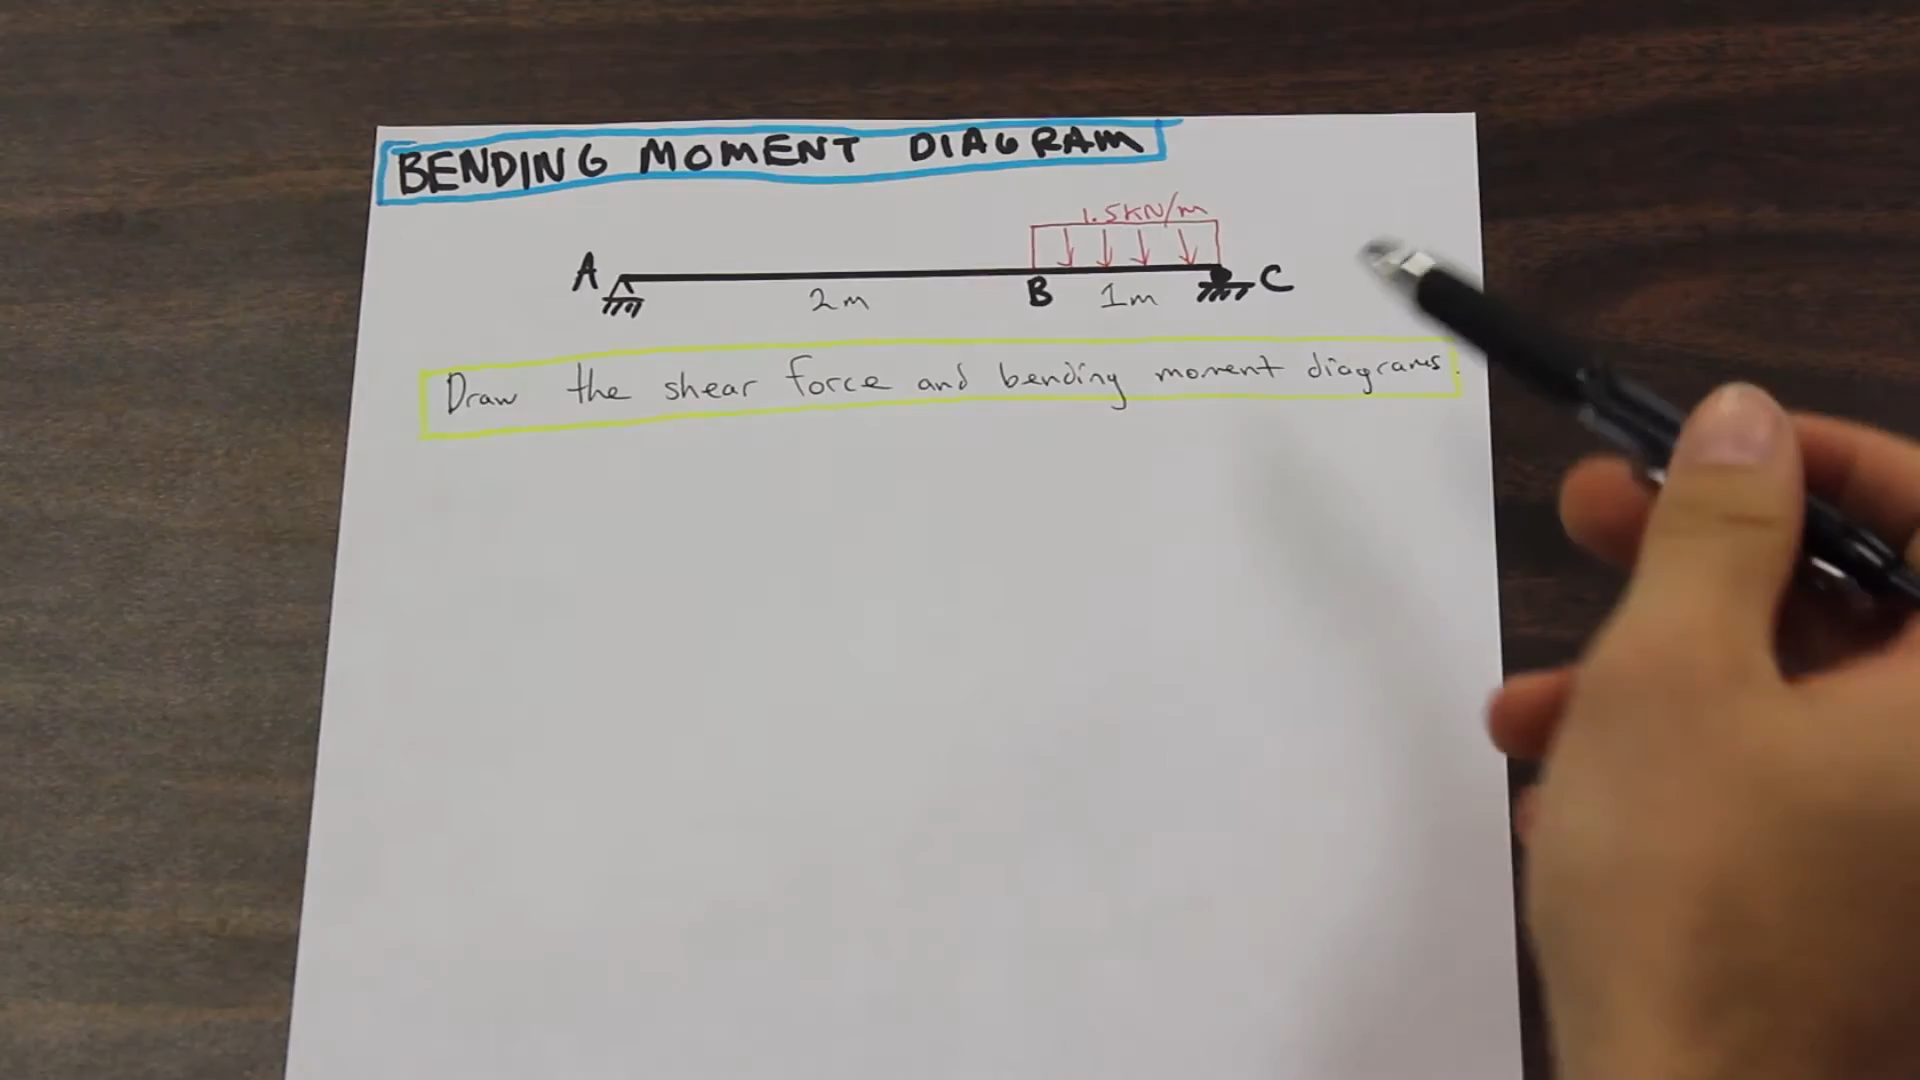 BENDING MOMENT DIAGRAM
1.5KN/m
A
2m
B
1m
C
Draw the shear force and bending moment diagrams.